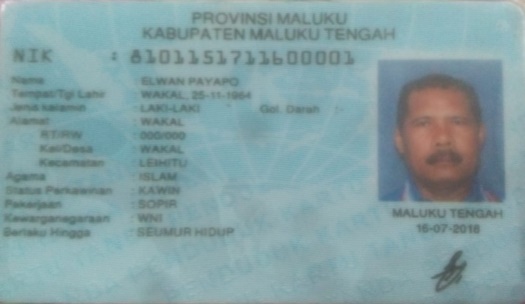 PROVINSI MALUKU
KABUPATEN MALUKU TENGAH
NIK : 8101151711600001
Nama : ELWAN PAYAPO
Tempat/Tgl Lahir : WAKAL, 25-11-1964
Jenis kelamin : LAKI-LAKI Gol. Darah :-
Alamat : WAKAL
RT/RW : 000/000
Kel/Desa : WAKAL
Kecamatan : LEIHITU
Agama : ISLAM
Status Perkawinan : KAWIN
Pekerjaan : SOPIR
Kewarganegaraan : WNI
Berlaku Hingga : SEUMUR HIDUP
MALUKU TENGAH
16-07-2018